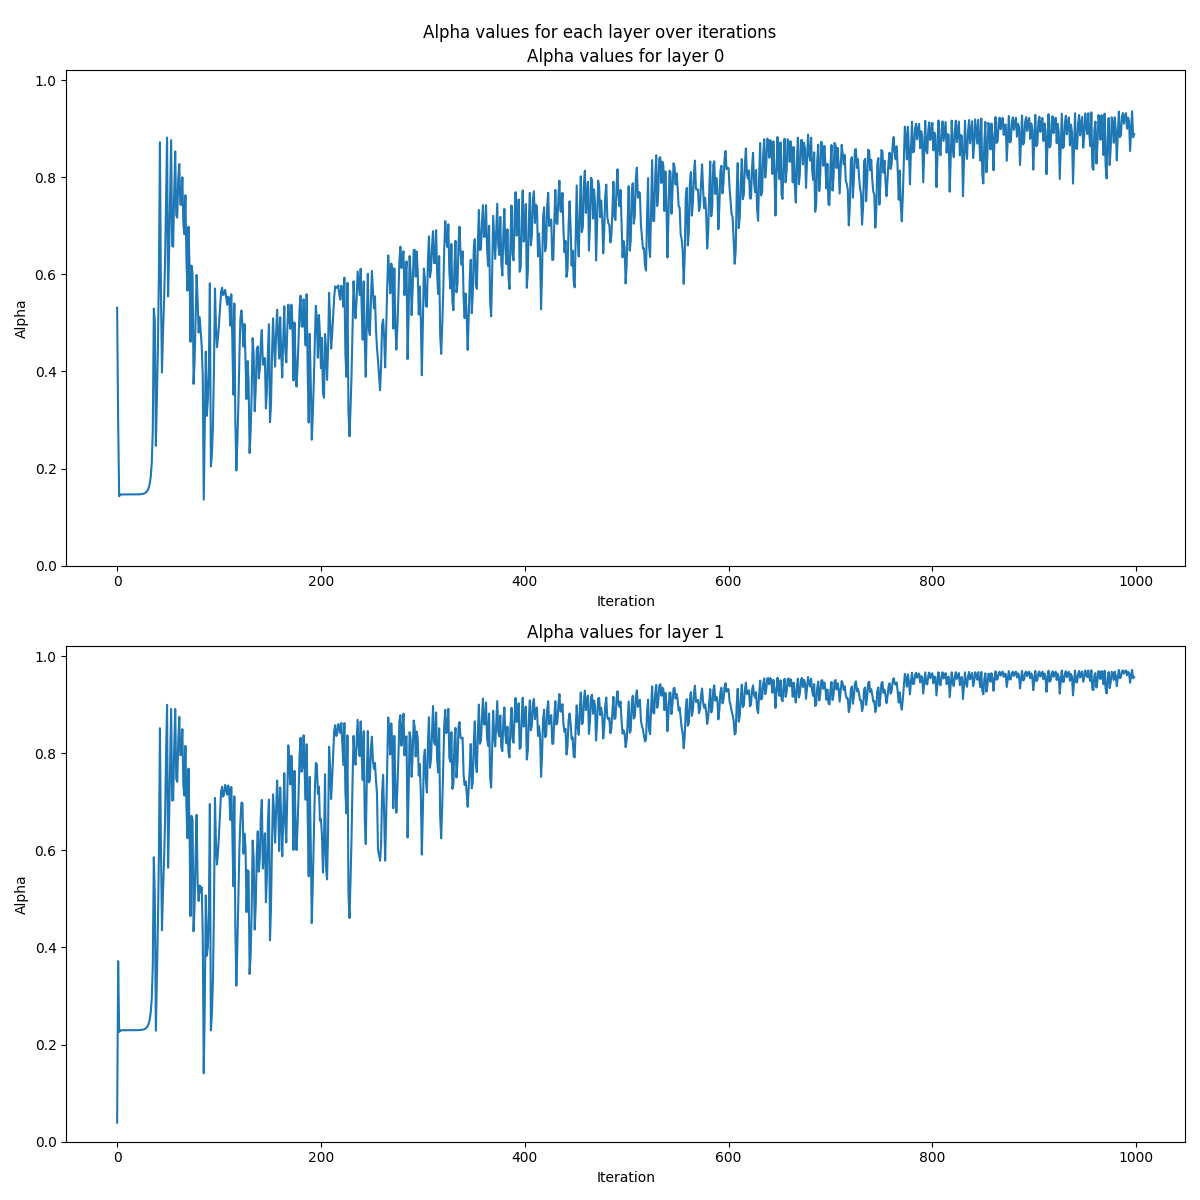 Alpha values for each layer over iterations
Alpha values for layer 0
1.0
0.8
0.6
0.4
0.2
0.0
Alpha
0 200 400 600 800 1000
Iteration
Alpha values for layer 1
1.0
0.8
0.6
0.4
0.2
0.0
Alpha
0 200 400 600 800 1000
Iteration